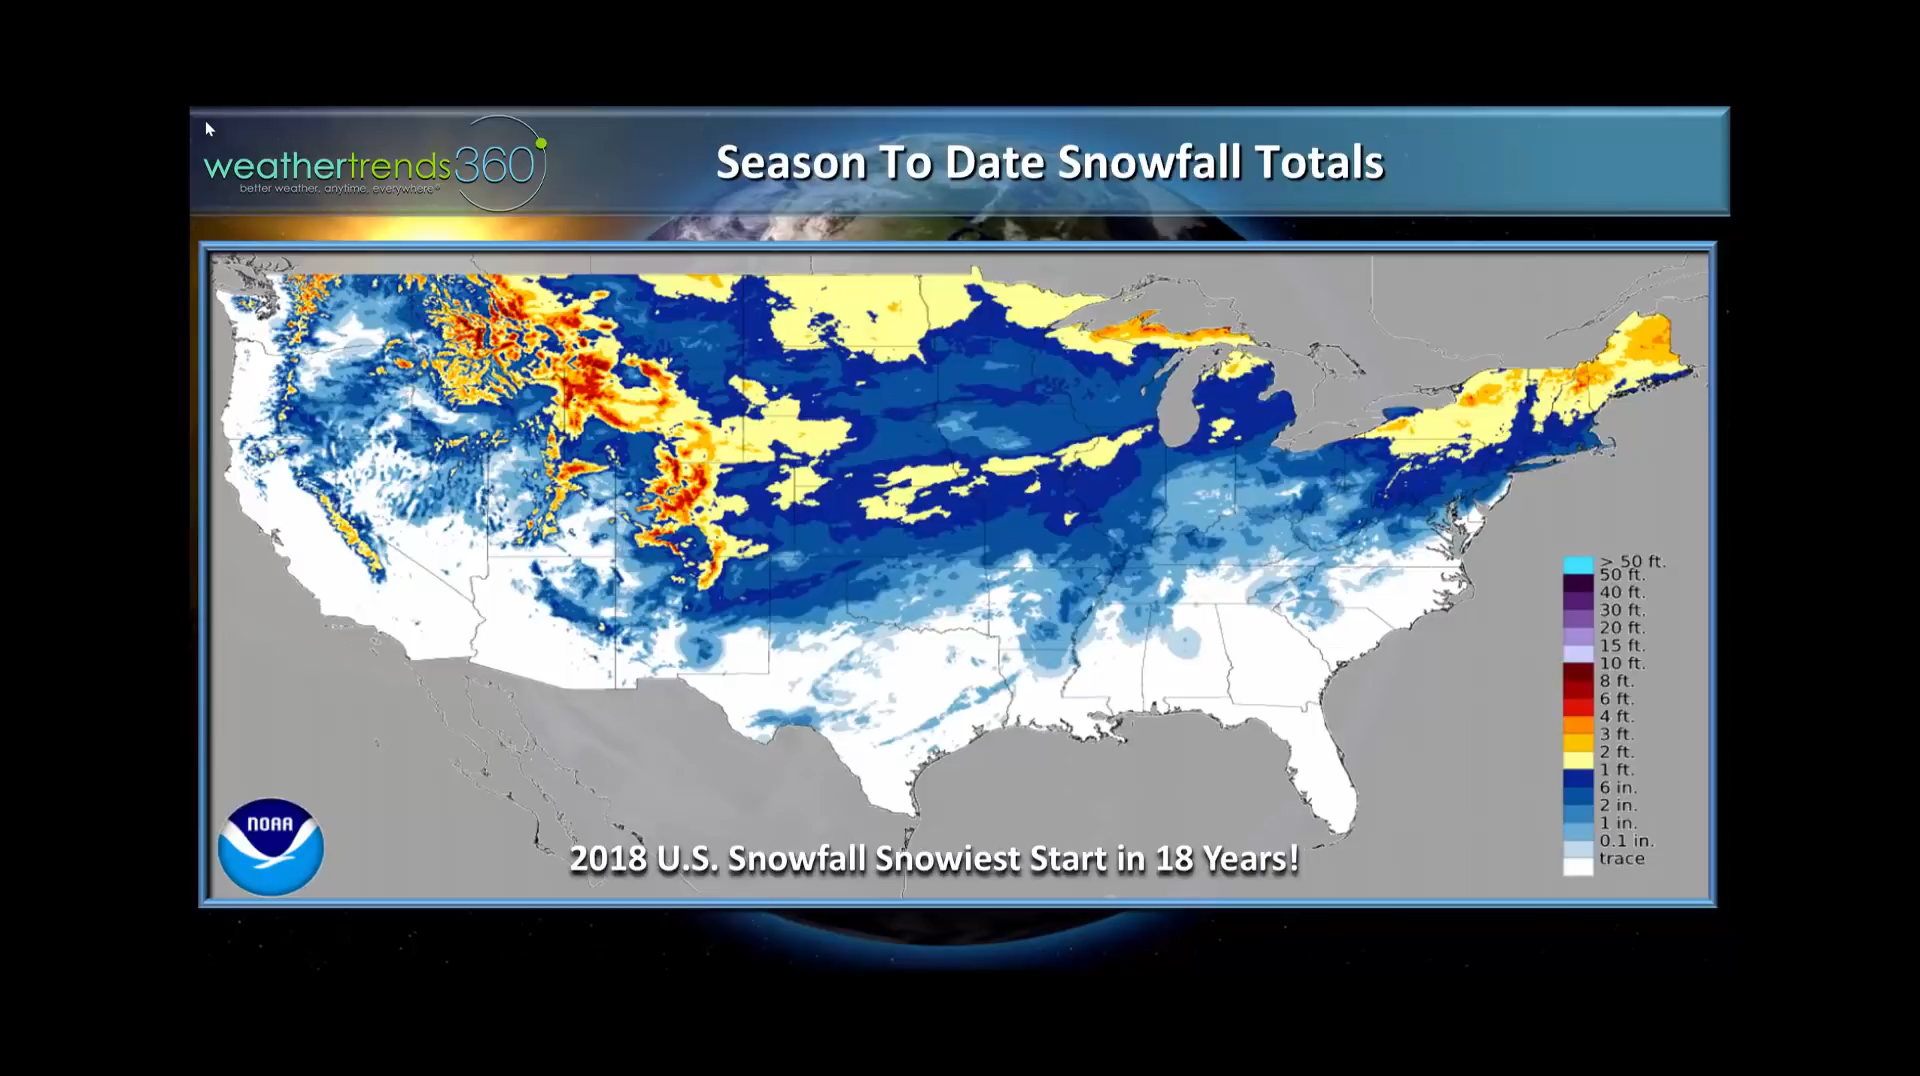 weathertrends360
better weather, anytime, everywhere®
Season To Date Snowfall Totals
> 50 ft.
50 ft.
40 ft.
30 ft.
20 ft.
15 ft.
10 ft.
8 ft.
6 ft.
4 ft.
3 ft.
2 ft.
1 ft.
6 in.
2 in.
1 in.
0.1 in.
trace
NOAA
2018 U.S. Snowfall Snowiest Start in 18 Years!